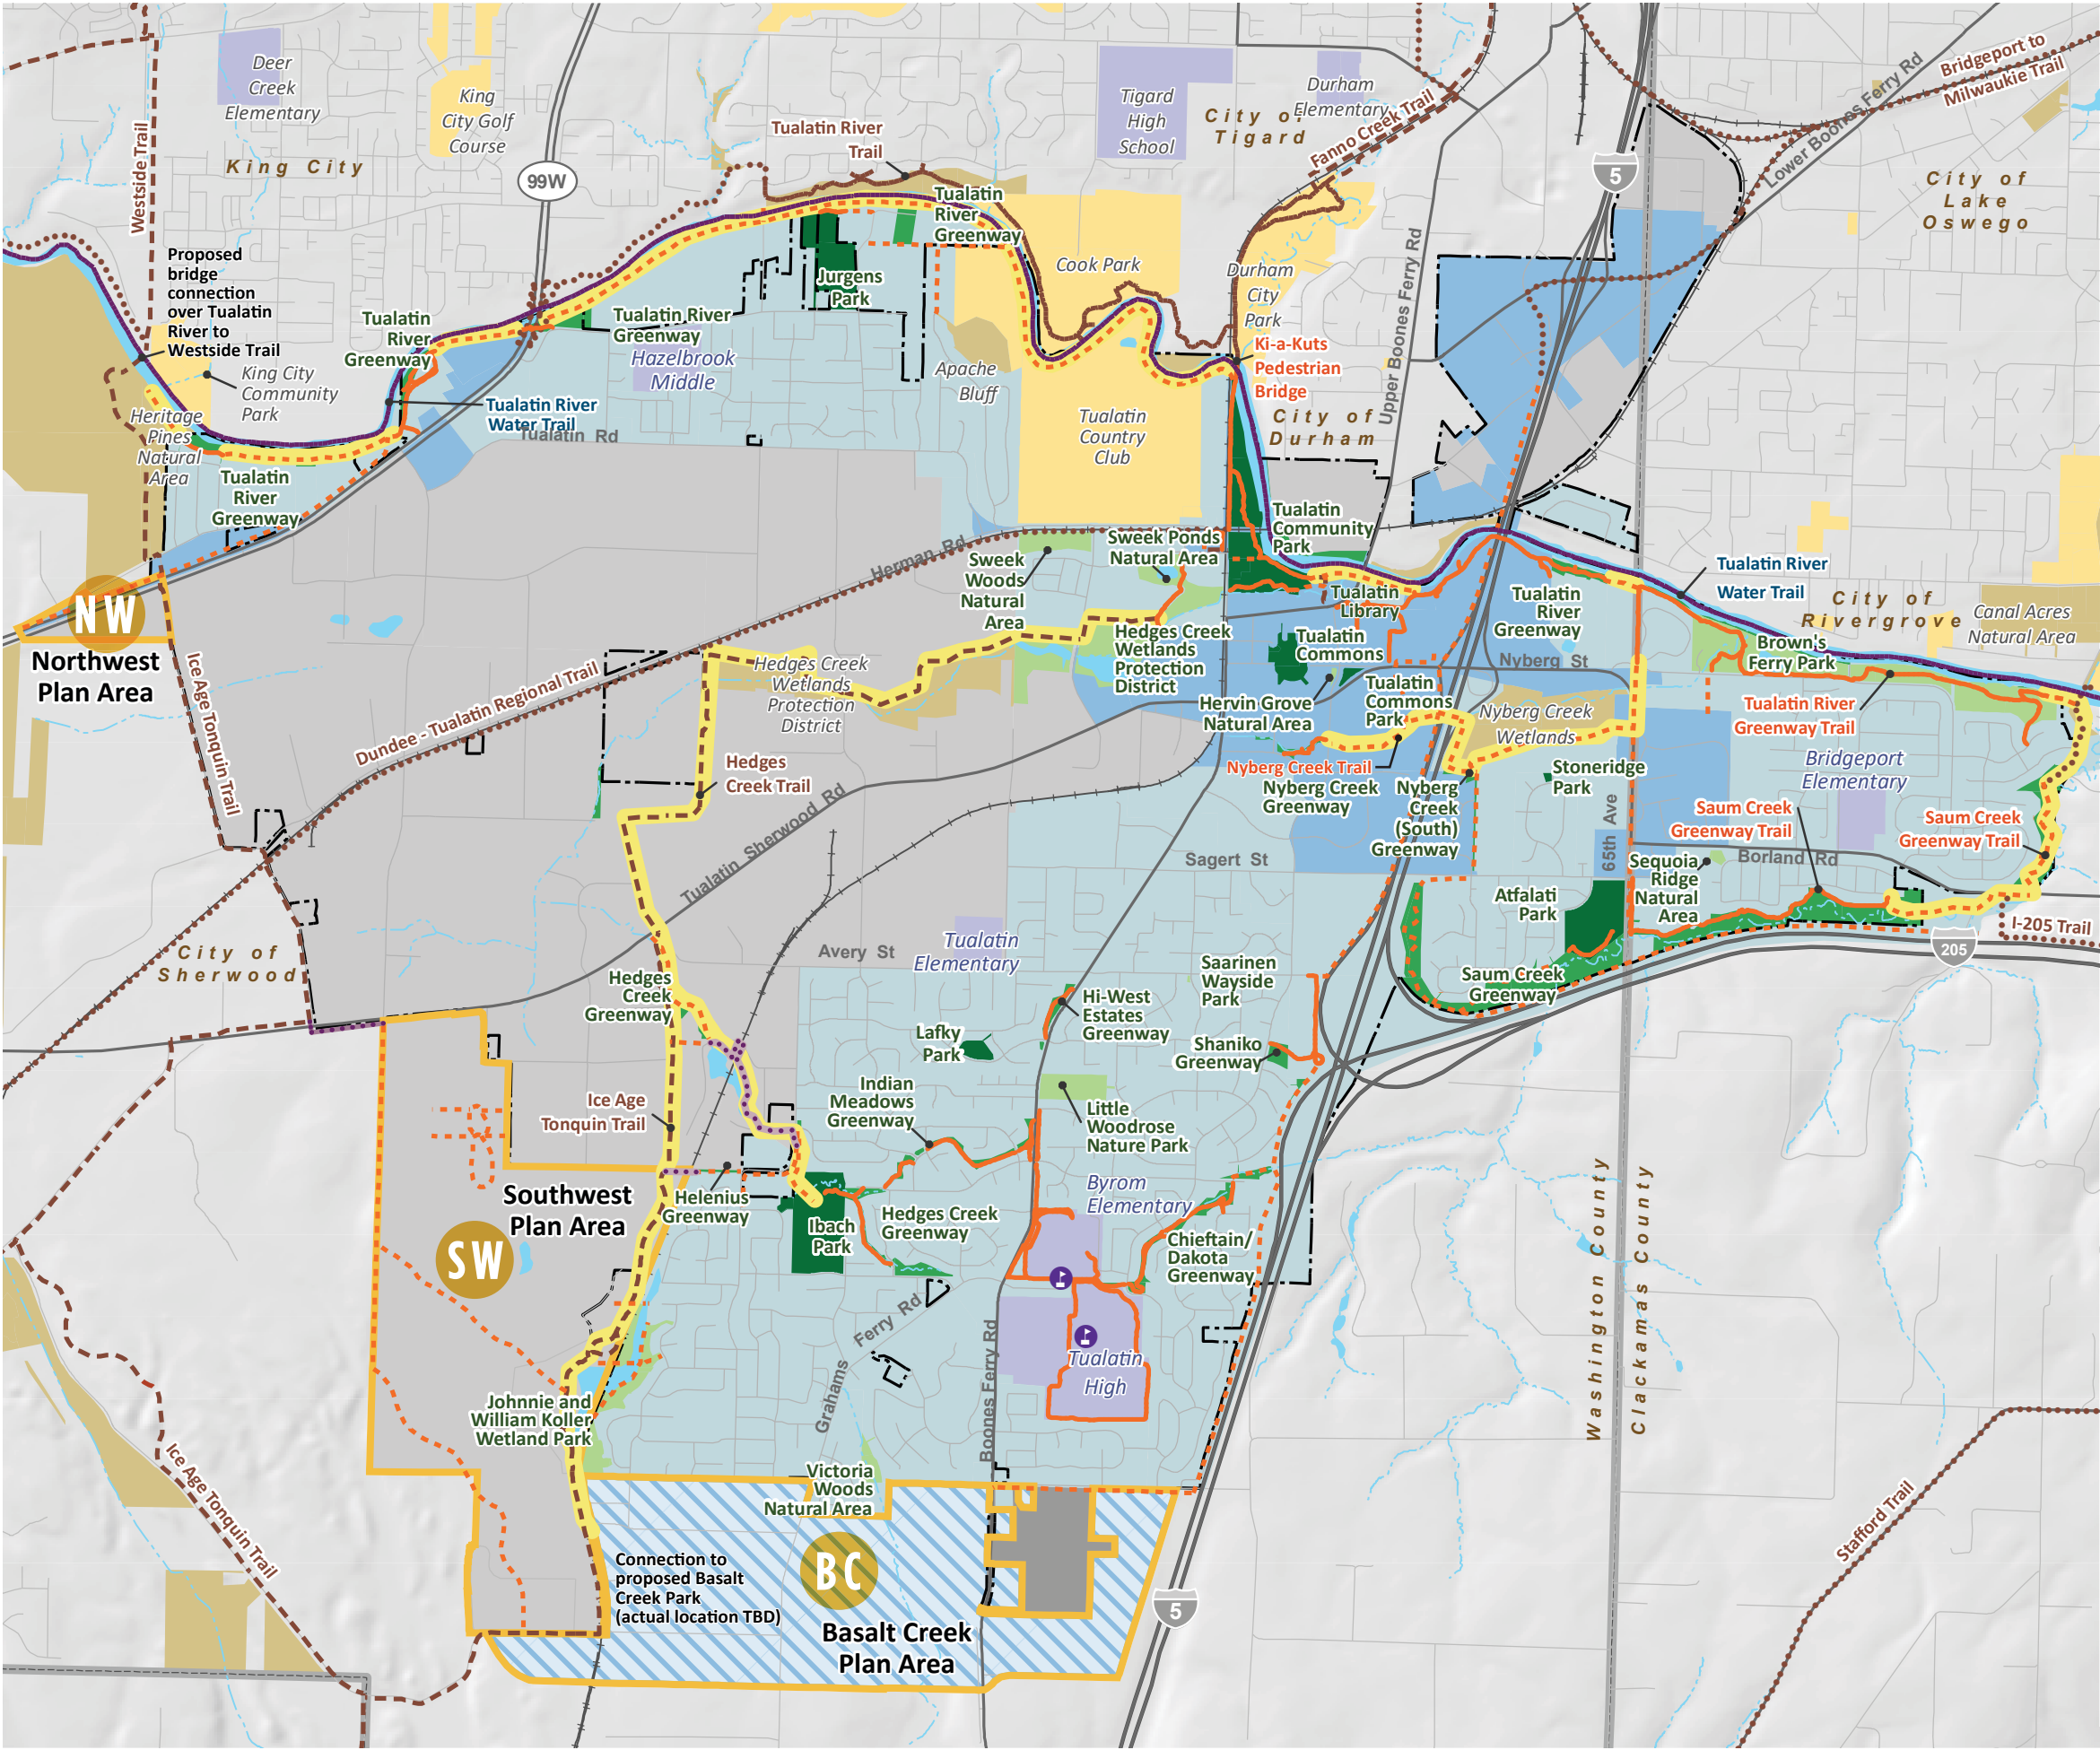 Deer
Creek
Elementary
King
City Golf
Course
King City
Westside Trail
99W
Tualatin River
Trail
Tigard
High
School
City of
Tigard
Durham
Elementary
Fanno Creek Trail
5
Lower Boones Ferry Rd
Bridgeport to
Milwaukie Trail
City of
Lake
Oswego
Proposed
bridge
connection
over Tualatin
River to
Westside Trail
King City
Community
Park
Heritage
Pines
Natural
Area
Tualatin
River
Greenway
Tualatin
River
Greenway
Tualatin River
Water Trail
Tualatin Rd
Tualatin River
Greenway
Hazelbrook
Middle
Jurgens
Park
Tualatin
River
Greenway
Cook Park
Apache
Bluff
Tualatin
Country
Club
Durham
City
Park
Ki-a-Kuts
Pedestrian
Bridge
City of
Durham
Upper Boones Ferry Rd
Tualatin
Community
Park
Sweek Ponds
Natural Area
Sweek
Woods
Natural
Area
Herman Rd
Tualatin
Library
Tualatin
River
Greenway
Tualatin River
Water Trail
City of
Rivergrove
Canal Acres
Natural Area
Brown's
Ferry Park
NW
Northwest
Plan Area
Ice Age Tonquin Trail
Dundee - Tualatin Regional Trail
Hedges Creek
Wetlands
Protection
District
Hedges Creek
Wetlands
Protection
District
Tualatin
Commons
Nyberg St
Hervin Grove
Natural Area
Tualatin
Commons
Park
Nyberg Creek
Wetlands
Tualatin River
Greenway Trail
Hedges
Creek Trail
Tualatin Sherwood Rd
Nyberg Creek Trail
Nyberg Creek
Greenway
Nyberg
Creek
(South)
Greenway
Stoneridge
Park
65th Ave
Bridgeport
Elementary
Saum Creek
Greenway Trail
Saum Creek
Greenway Trail
Borland Rd
Sagert St
Sequoia
Ridge
Natural
Area
Atfalati
Park
I-205 Trail
205
Saum Creek
Greenway
City of
Sherwood
Avery St
Tualatin
Elementary
Hedges
Creek
Greenway
Saarinen
Wayside
Park
Hi-West
Estates
Greenway
Lafky
Park
Shaniko
Greenway
Indian
Meadows
Greenway
Little
Woodrose
Nature Park
Ice Age
Tonquin Trail
Southwest
Plan Area
SW
Helenius
Greenway
Ibach
Park
Hedges Creek
Greenway
Byrom
Elementary
Chieftain/
Dakota
Greenway
Washington County
Clackamas County
Grahams Ferry Rd
Boones Ferry Rd
Tualatin
High
Johnnie and
William Koller
Wetland Park
Ice Age Tonquin Trail
Victoria
Woods
Natural Area
Stafford Trail
Connection to
proposed Basalt
Creek Park
(actual location TBD)
BC
Basalt Creek
Plan Area
5